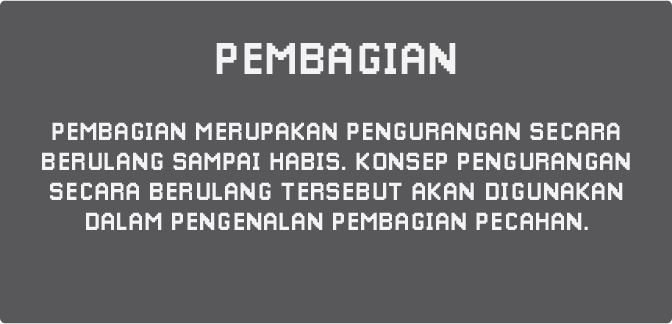 PEMBAGIAN
PEMBAGIAN MERUPAKAN PENGURANGAN SECARA
BERULANG SAMPAI HABIS. KONSEP PENGURANGAN
SECARA BERULANG TERSEBUT AKAN DIGUNAKAN
DALAM PENGENALAN PEMBAGIAN PECAHAN.